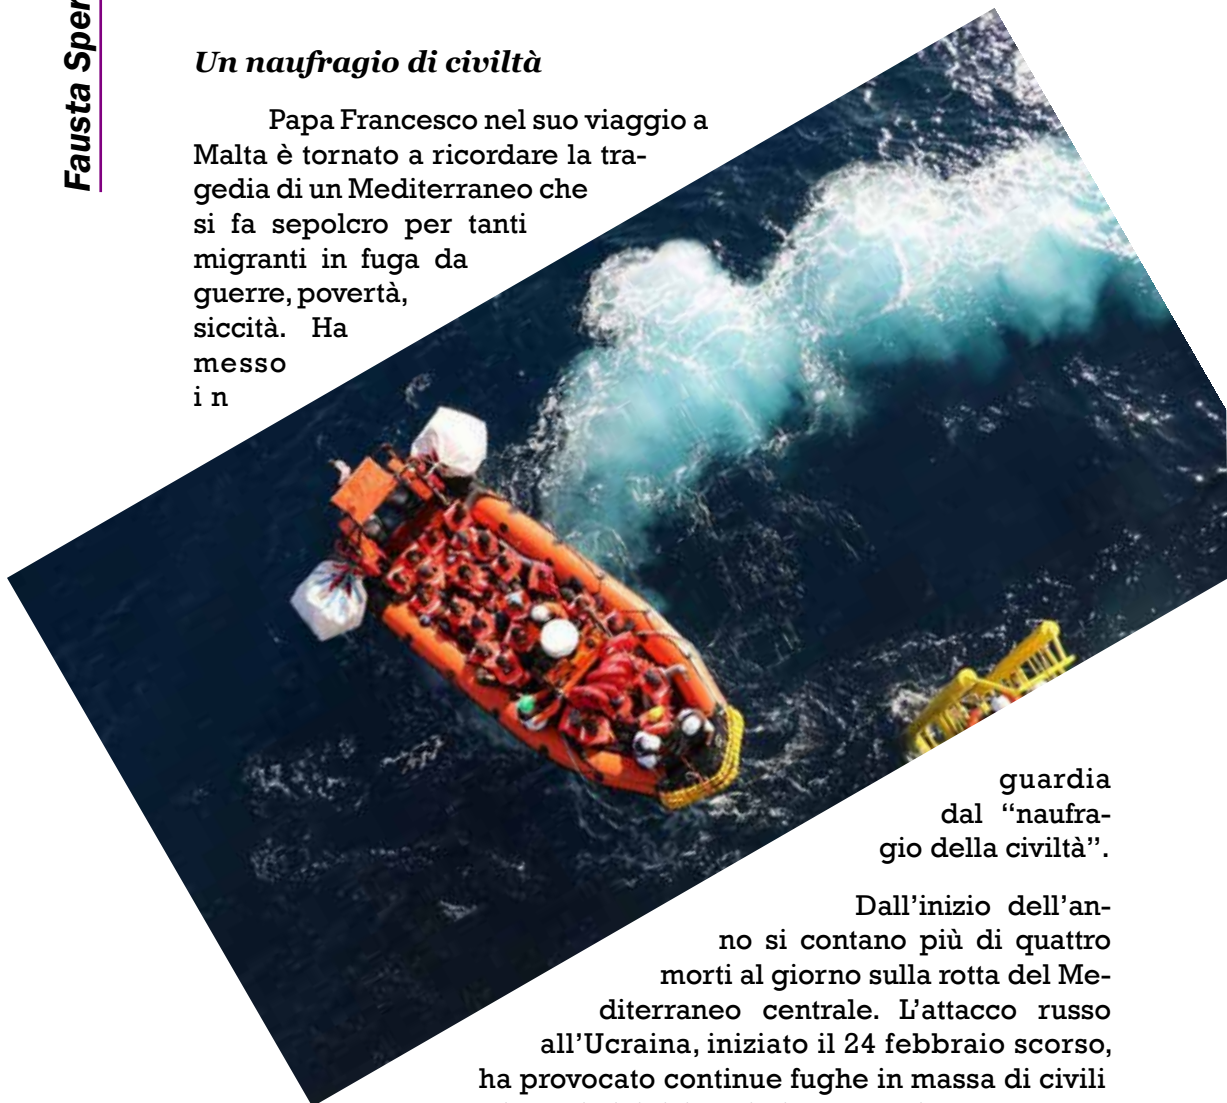 Fausta Sper
Un naufragio di civiltà
Papa Francesco nel suo viaggio a
Malta è tornato a ricordare la tra-
gedia di un Mediterraneo che
si fa sepolcro per tanti
migranti in fuga da
guerre, povertà,
siccità. Ha
messo
in
guardia
dal “naufra-
gio della civiltà”.
Dall’inizio dell’an-
no si contano più di quattro
morti al giorno sulla rotta del Me-
diterraneo centrale. L’attacco russo
all’Ucraina, iniziato il 24 febbraio scorso,
ha provocato continue fughe in massa di civili